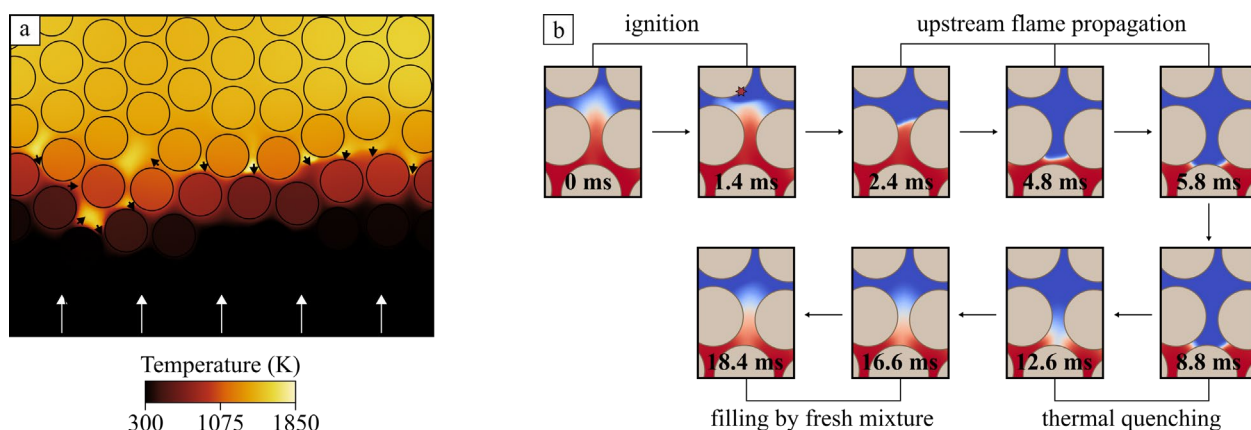 a
Temperature (K)
300 1075 1850
b
ignition
upstream flame propagation
0 ms
1.4 ms
2.4 ms
4.8 ms
5.8 ms
18.4 ms
16.6 ms
12.6 ms
8.8 ms
filling by fresh mixture
thermal quenching